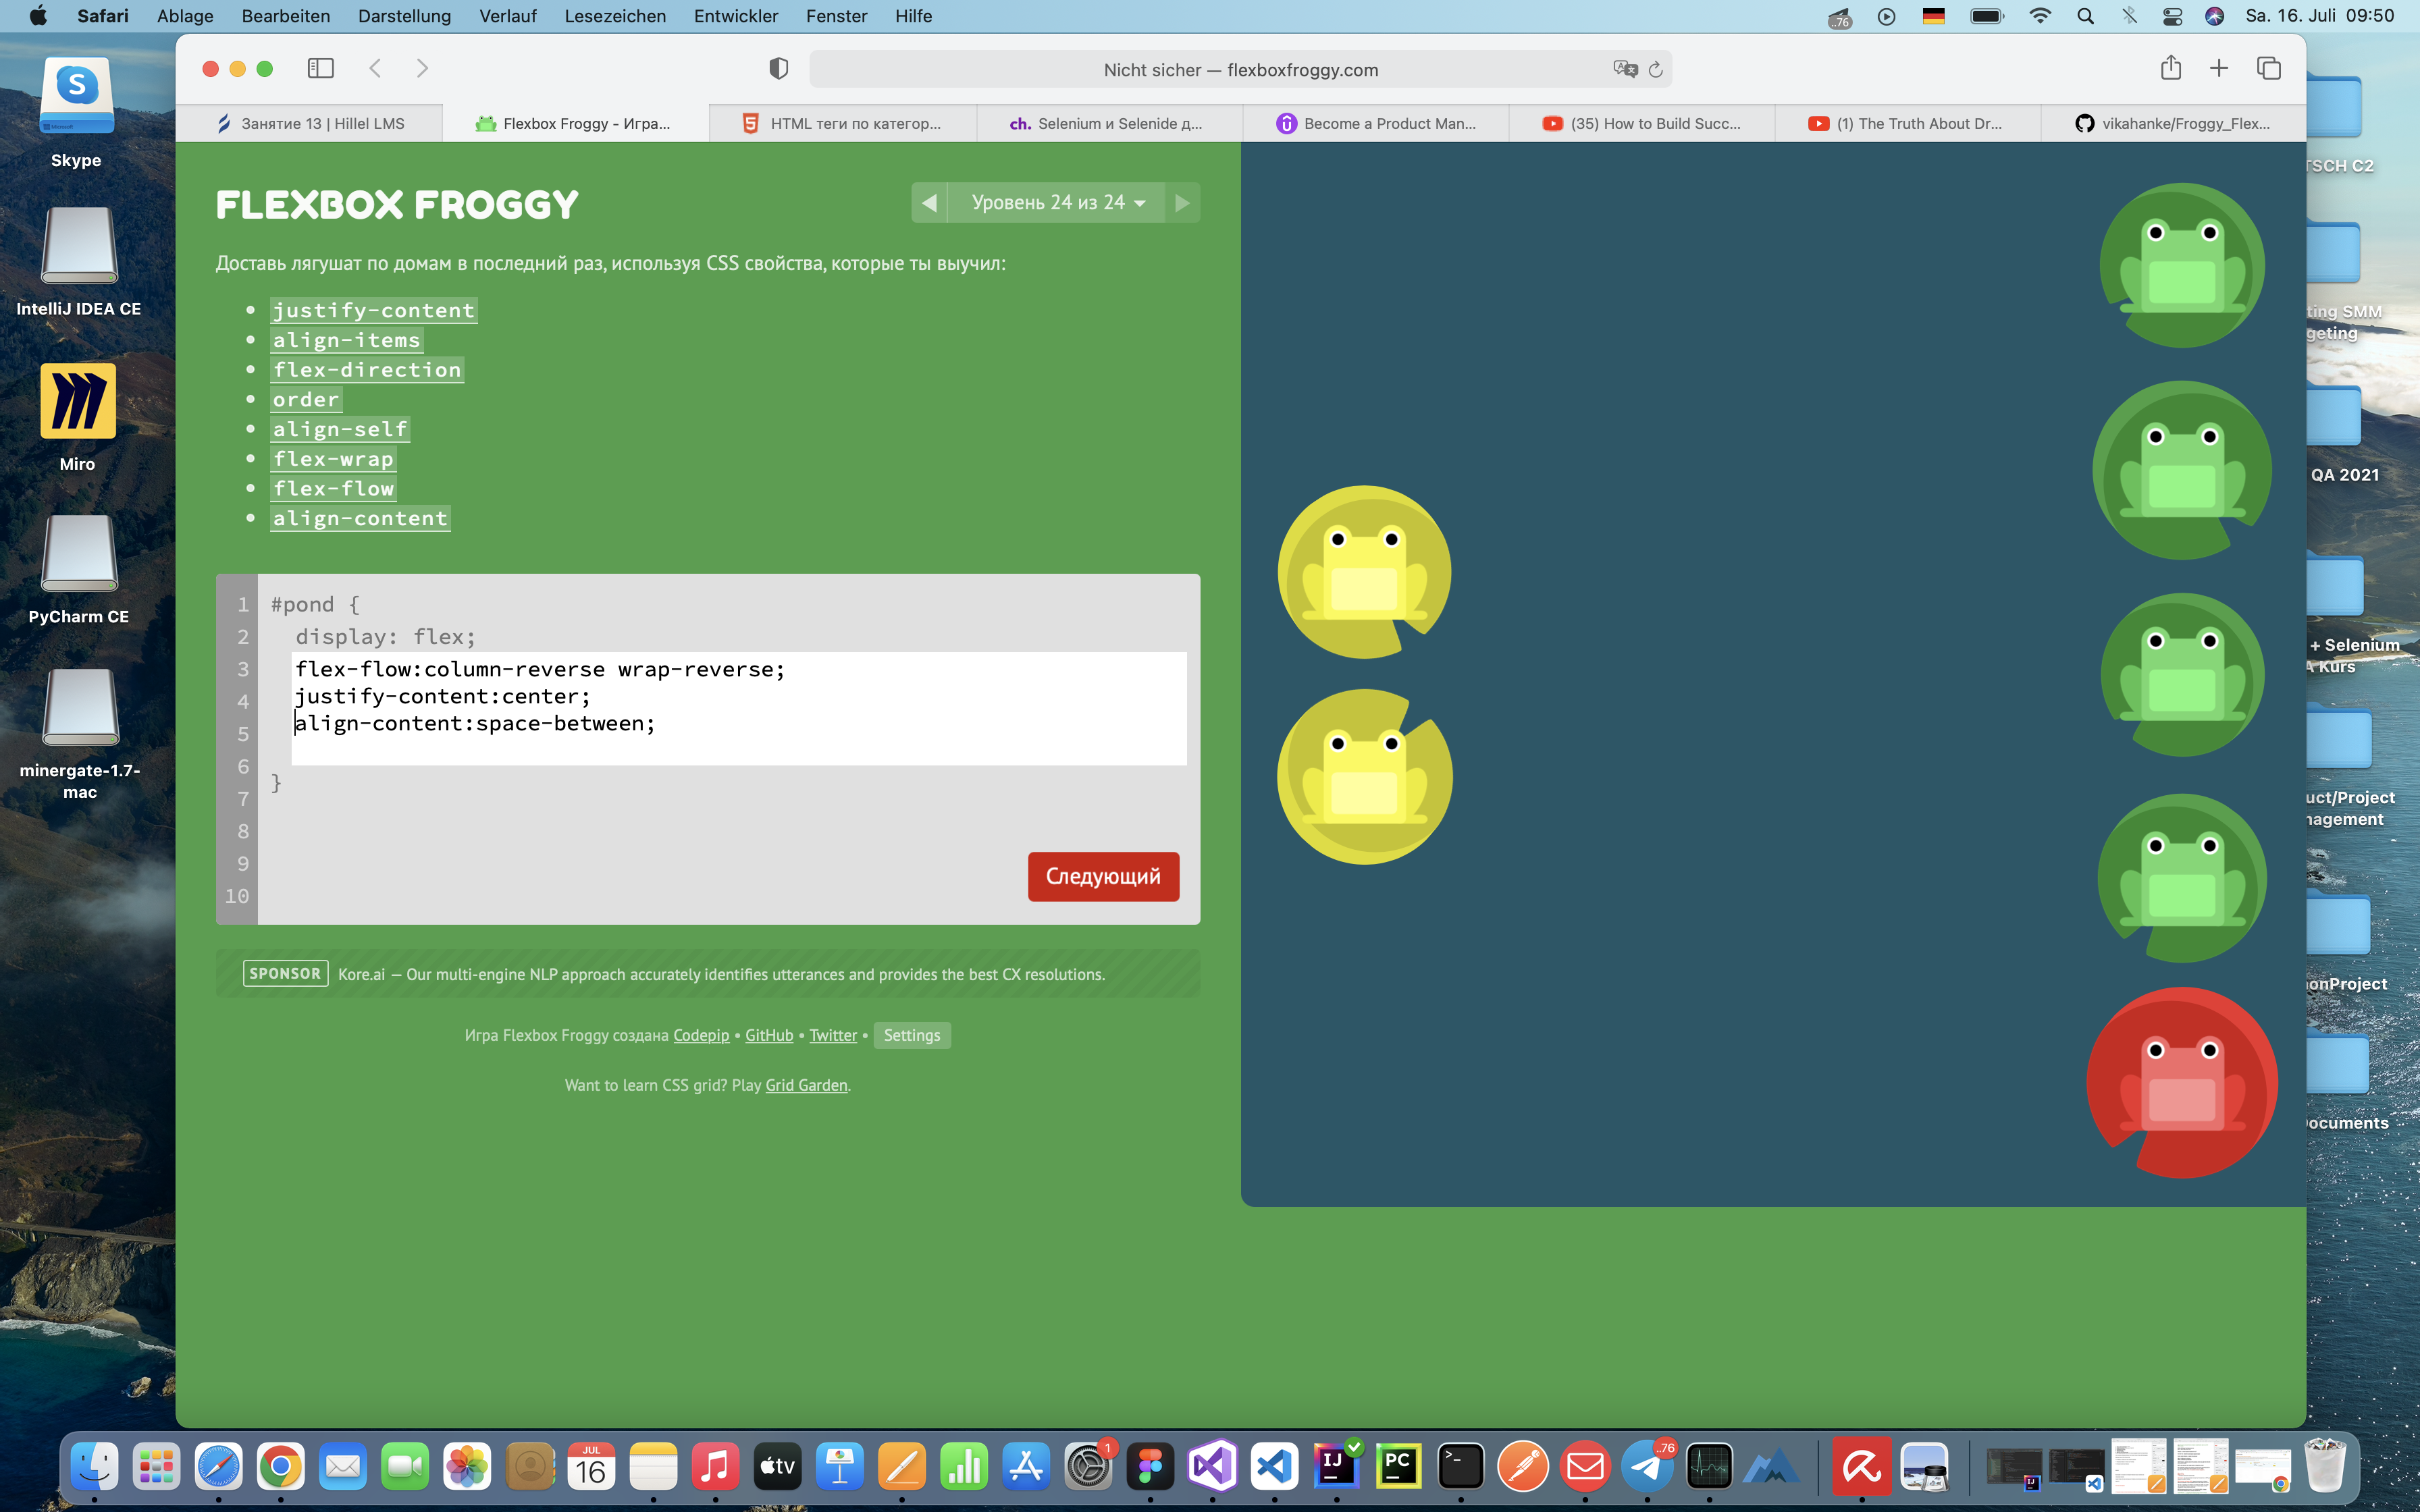 Safari Ablage Bearbeiten Darstellung Verlauf Lesezeichen Entwickler Fenster Hilfe
..76
Sa. 16. Juli 09:50
Nicht sicher — flexboxfroggy.com
Занятие 13 | Hillel LMS
Flexbox Froggy - Игра...
HTML теги по категор...
ch. Selenium и Selenide д...
Become a Product Man...
(35) How to Build Succ...
(1) The Truth About Dr...
vikahanke/Froggy_Flex...
Skype
IntelliJ IDEA CE
Miro
PyCharm CE
minergate-1.7-
mac
FLEXBOX FROGGY
Уровень 24 из 24
Доставь лягушат по домам в последний раз, используя CSS свойства, которые ты выучил:
justify-content
align-items
flex-direction
order
align-self
flex-wrap
flex-flow
align-content
1 #pond {
2 display: flex;
3 flex-flow:column-reverse wrap-reverse;
4 justify-content:center;
5 align-content:space-between;
6
7 }
8
9
10
Следующий
SPONSOR Kore.ai — Our multi-engine NLP approach accurately identifies utterances and provides the best CX resolutions.
Игра Flexbox Froggy создана Codepip • GitHub • Twitter • Settings
Want to learn CSS grid? Play Grid Garden.
TSCH C2
ting SMM
geting
QA 2021
+ Selenium
A Kurs
uct/Project
nagement
onProject
ocuments
JUL
16
tv
1
IJ
PC
..76